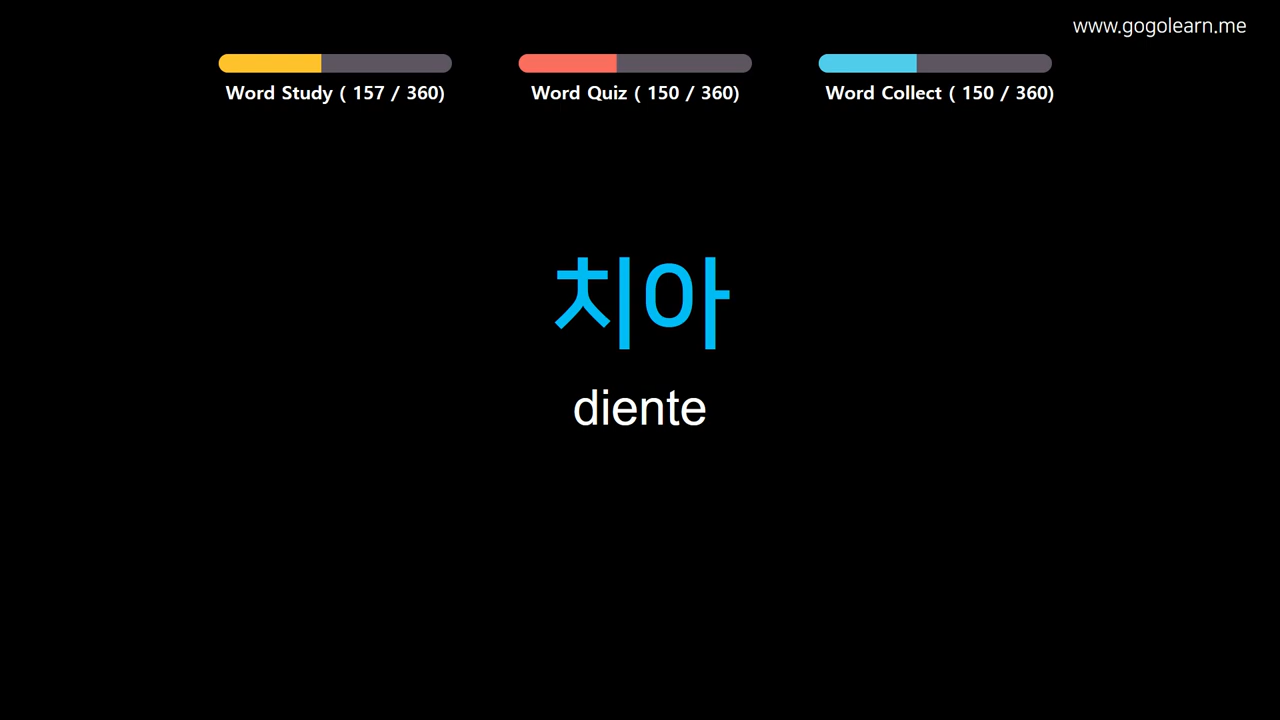 www.gogolearn.me
Word Study ( 157 / 360)
Word Quiz ( 150 / 360)
Word Collect ( 150 / 360)
치아
diente